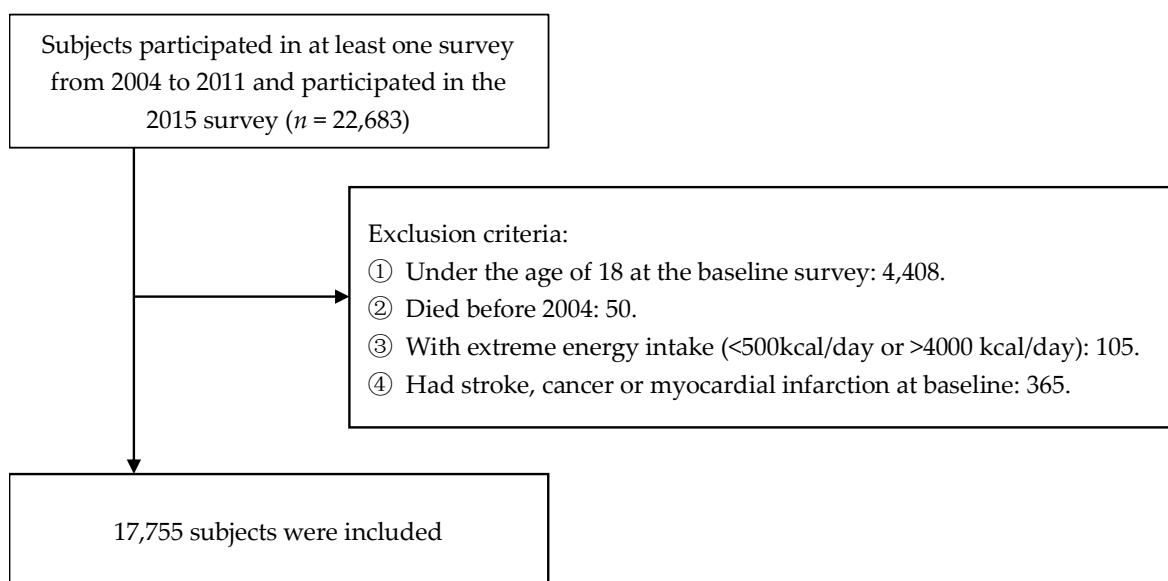 Subjects participated in at least one survey
from 2004 to 2011 and participated in the
2015 survey (n = 22,683)
Exclusion criteria:
① Under the age of 18 at the baseline survey: 4,408.
② Died before 2004: 50.
③ With extreme energy intake (<500kcal/day or >4000 kcal/day): 105.
④ Had stroke, cancer or myocardial infarction at baseline: 365.
17,755 subjects were included